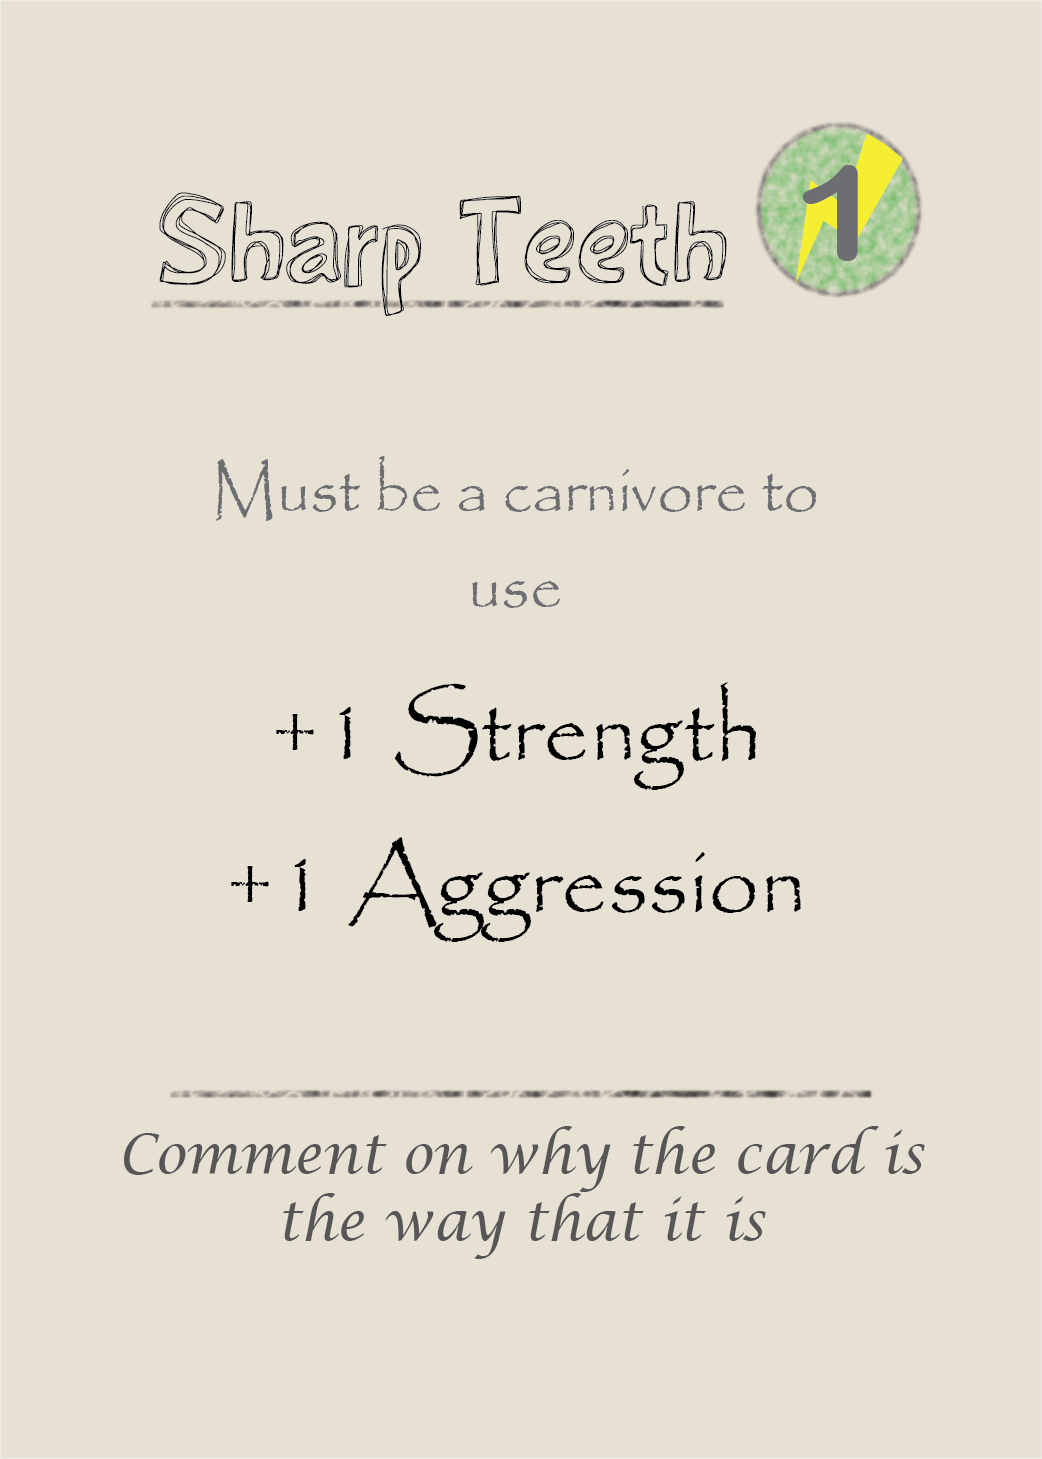 Sharp Teeth 1
Must be a carnivore to
use
+1 Strength
+1 Aggression
Comment on why the card is
the way that it is